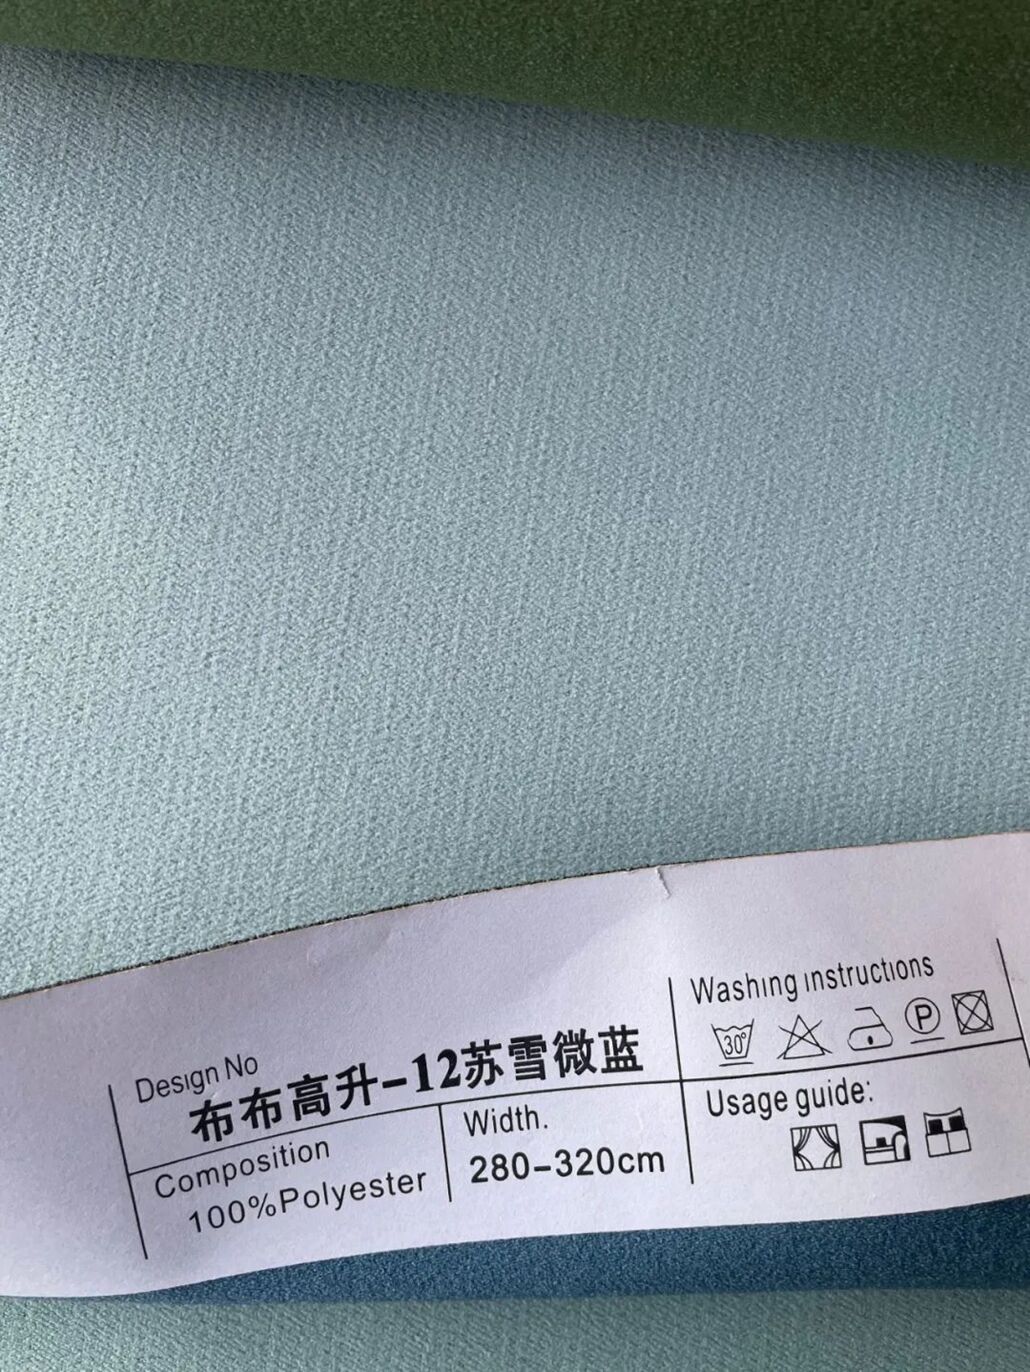 Design No
布布高升-12苏雪微蓝
Composition
100%Polyester
Width.
280-320cm
Washing instructions
30°
P
Usage guide: